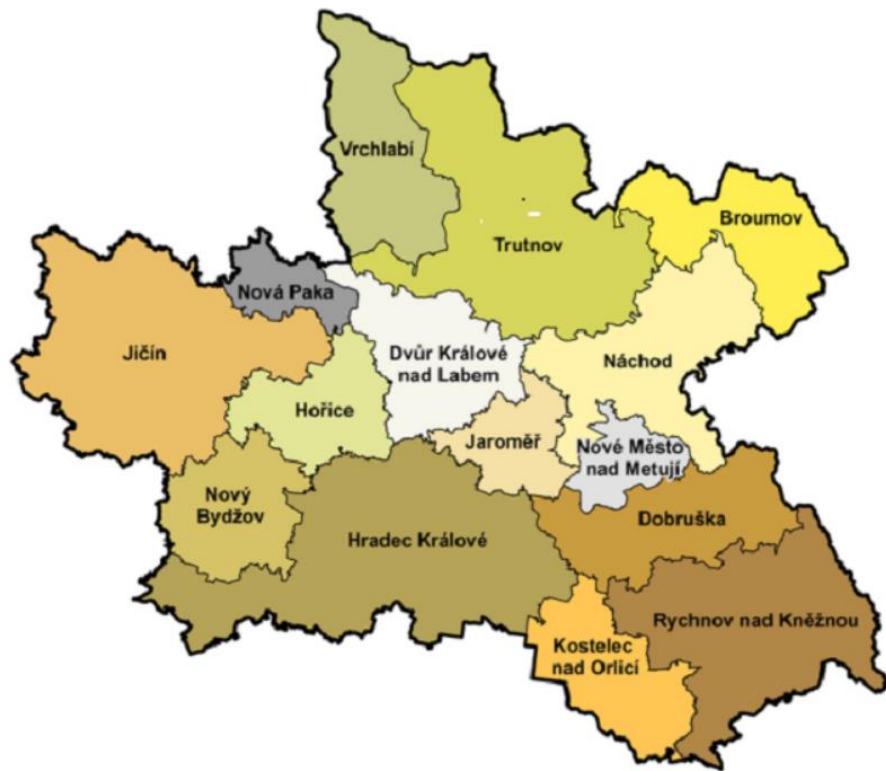 Vrchlabí
Broumov
Trutnov
Nová Paka
Jičín
Dvůr Králové
nad Labem
Náchod
Hořice
Jaroměř
Nové Město
nad Metují
Nový
Bydžov
Dobruška
Hradec Králové
Rychnov nad Kněžnou
Kostelec
nad Orlicí